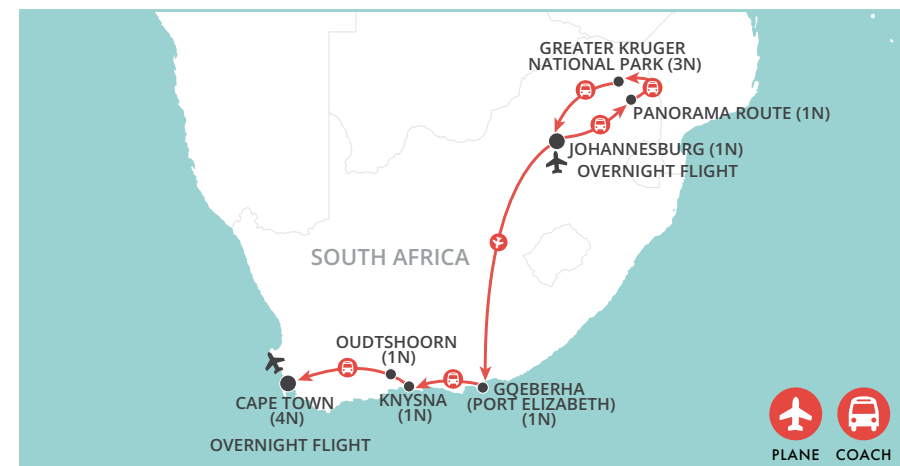 GREATER KRUGER
NATIONAL PARK (3N)
PANORAMA ROUTE (1N)
JOHANNESBURG (1N)
OVERNIGHT FLIGHT
SOUTH AFRICA
OUDTSHOORN
(1N)
GQEBERHA
(PORT ELIZABETH)
(1N)
KNYSNA
(1N)
CAPE TOWN
(4N)
OVERNIGHT FLIGHT
PLANE
COACH